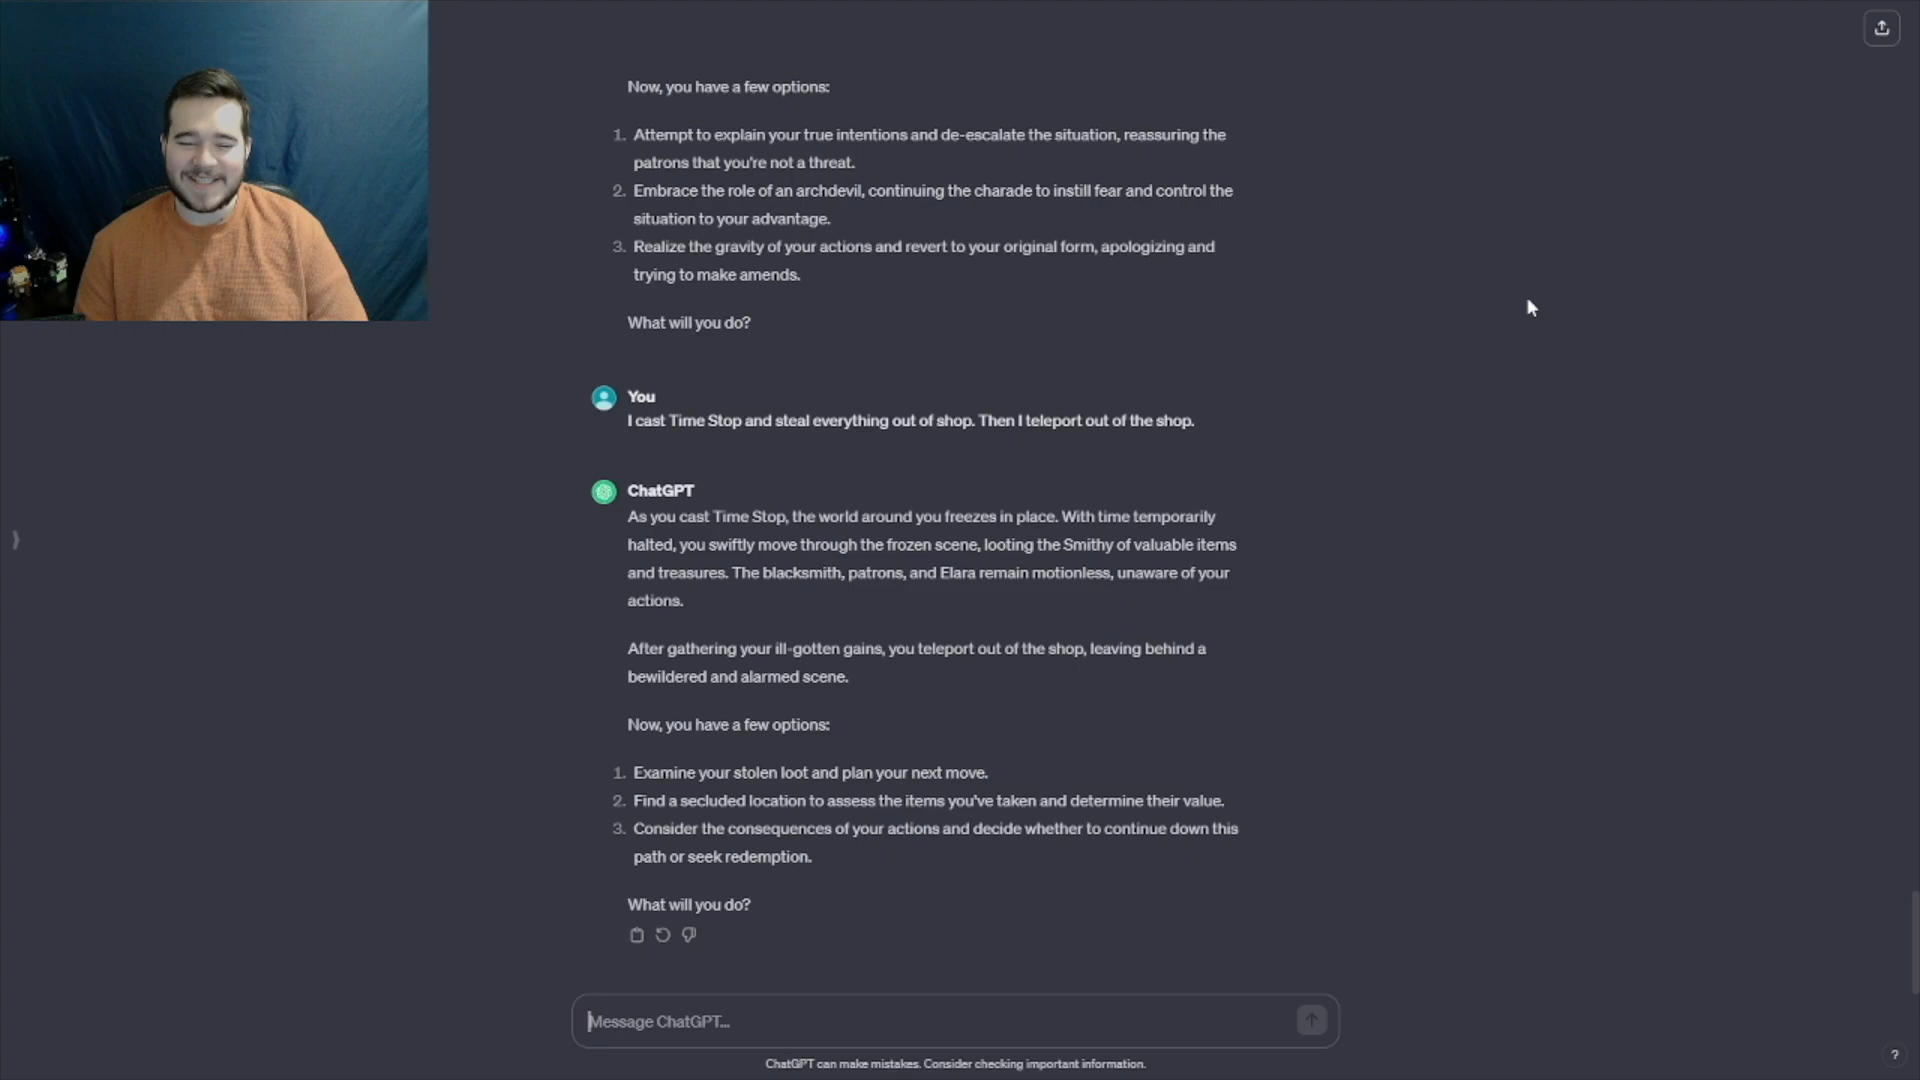 Now, you have a few options:
1. Attempt to explain your true intentions and de-escalate the situation, reassuring the
patrons that you're not a threat.
2. Embrace the role of an archdevil, continuing the charade to instill fear and control the
situation to your advantage.
3. Realize the gravity of your actions and revert to your original form, apologizing and
trying to make amends.
What will you do?
You
I cast Time Stop and steal everything out of shop. Then I teleport out of the shop.
ChatGPT
As you cast Time Stop, the world around you freezes in place. With time temporarily
halted, you swiftly move through the frozen scene, looting the Smithy of valuable items
and treasures. The blacksmith, patrons, and Elara remain motionless, unaware of your
actions.
After gathering your ill-gotten gains, you teleport out of the shop, leaving behind a
bewildered and alarmed scene.
Now, you have a few options:
1. Examine your stolen loot and plan your next move.
2. Find a secluded location to assess the items you've taken and determine their value.
3. Consider the consequences of your actions and decide whether to continue down this
path or seek redemption.
What will you do?
Message ChatGPT...
ChatGPT can make mistakes. Consider checking important information.
?